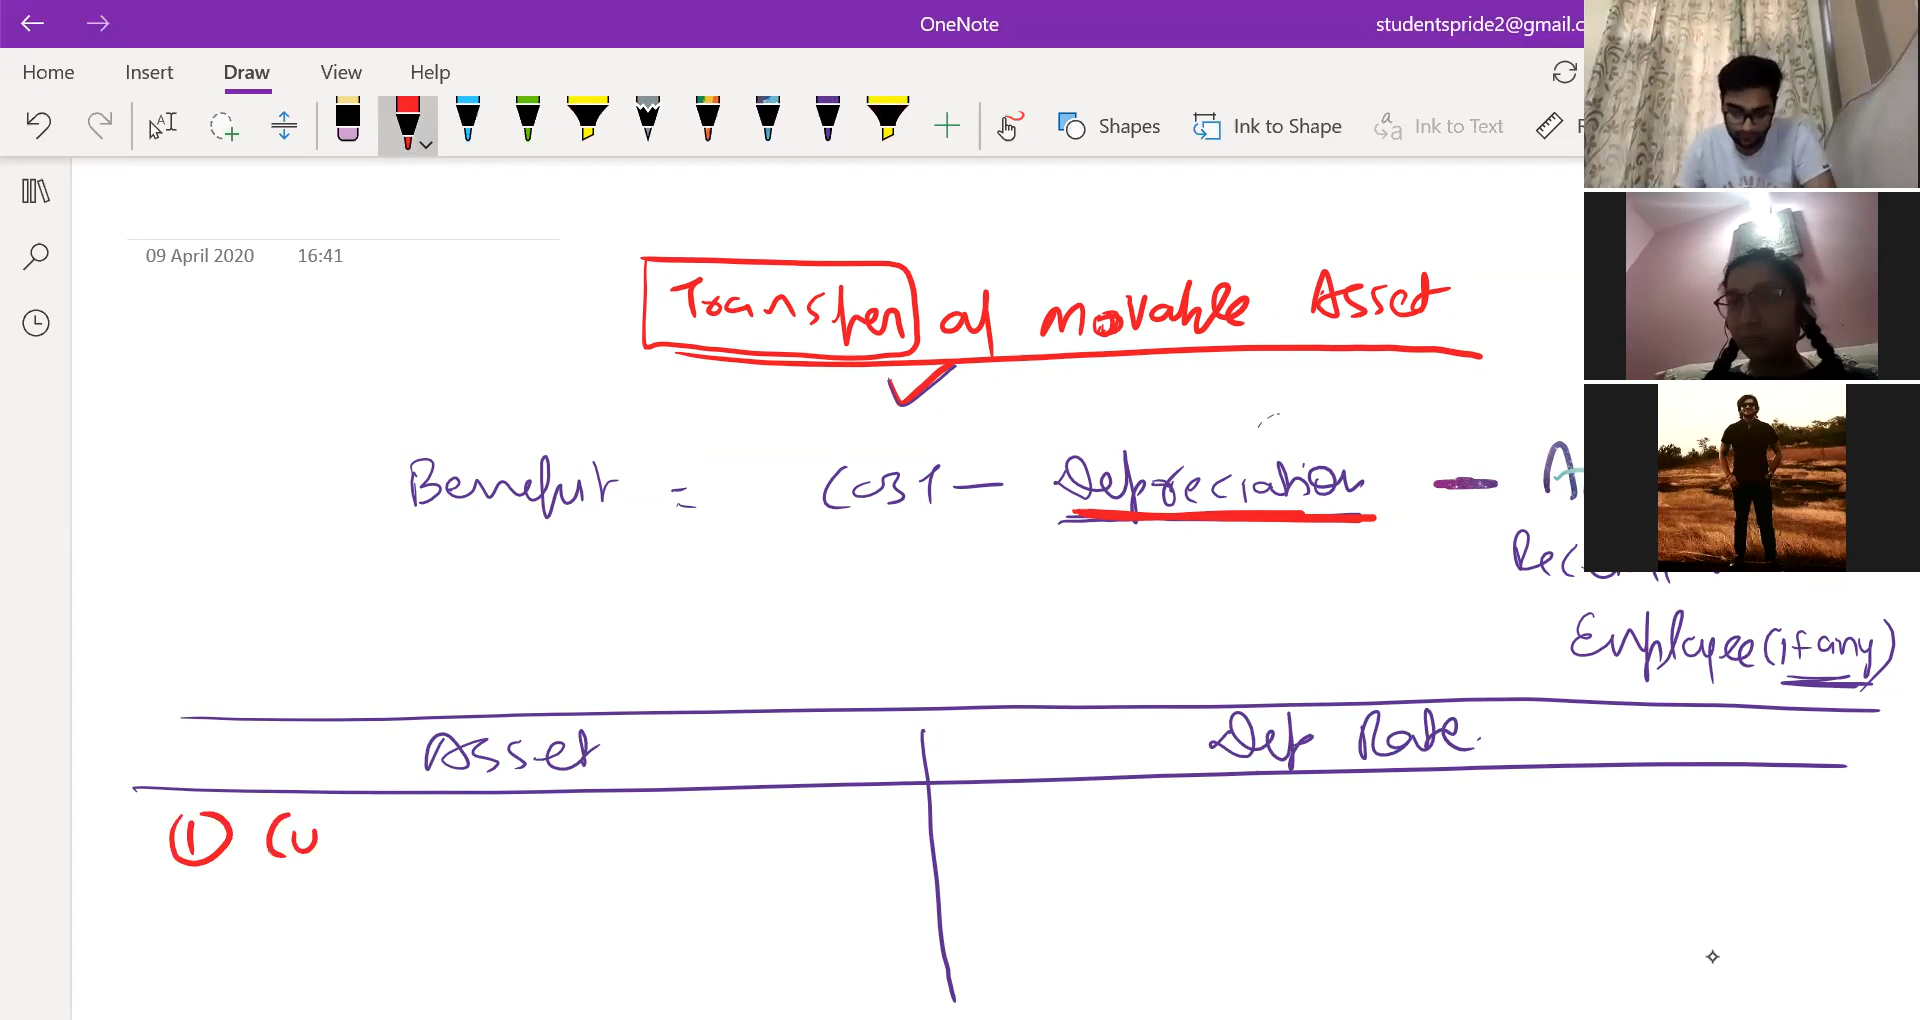 OneNote
studentspride2@gmail.c
Home Insert Draw View Help
Shapes Ink to Shape Ink to Text
09 April 2020 16:41
Transfer of Movable Asset
Benefit = Cost - Depreciation - A
Rec
Employee (if any)
Asset Dep Rate.
① Cu